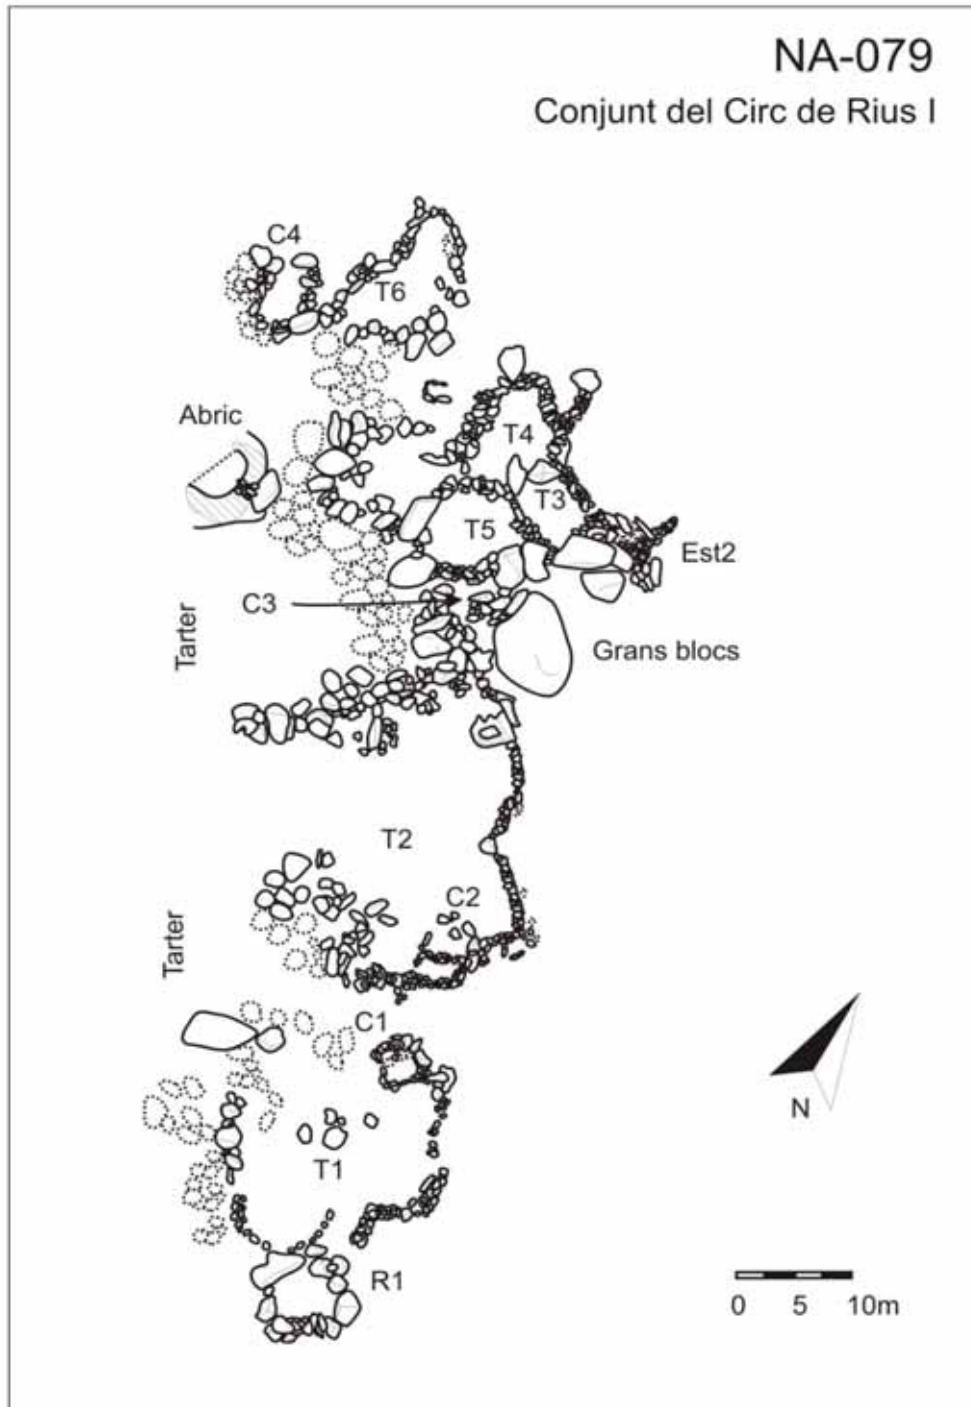 NA-079
Conjunt del Circ de Rius I
C4
T6
Abric
T4
T3
T5
Est2
C3
Tarter
Grans blocs
T2
C2
Tarter
C1
N
T1
R1
0 5 10m